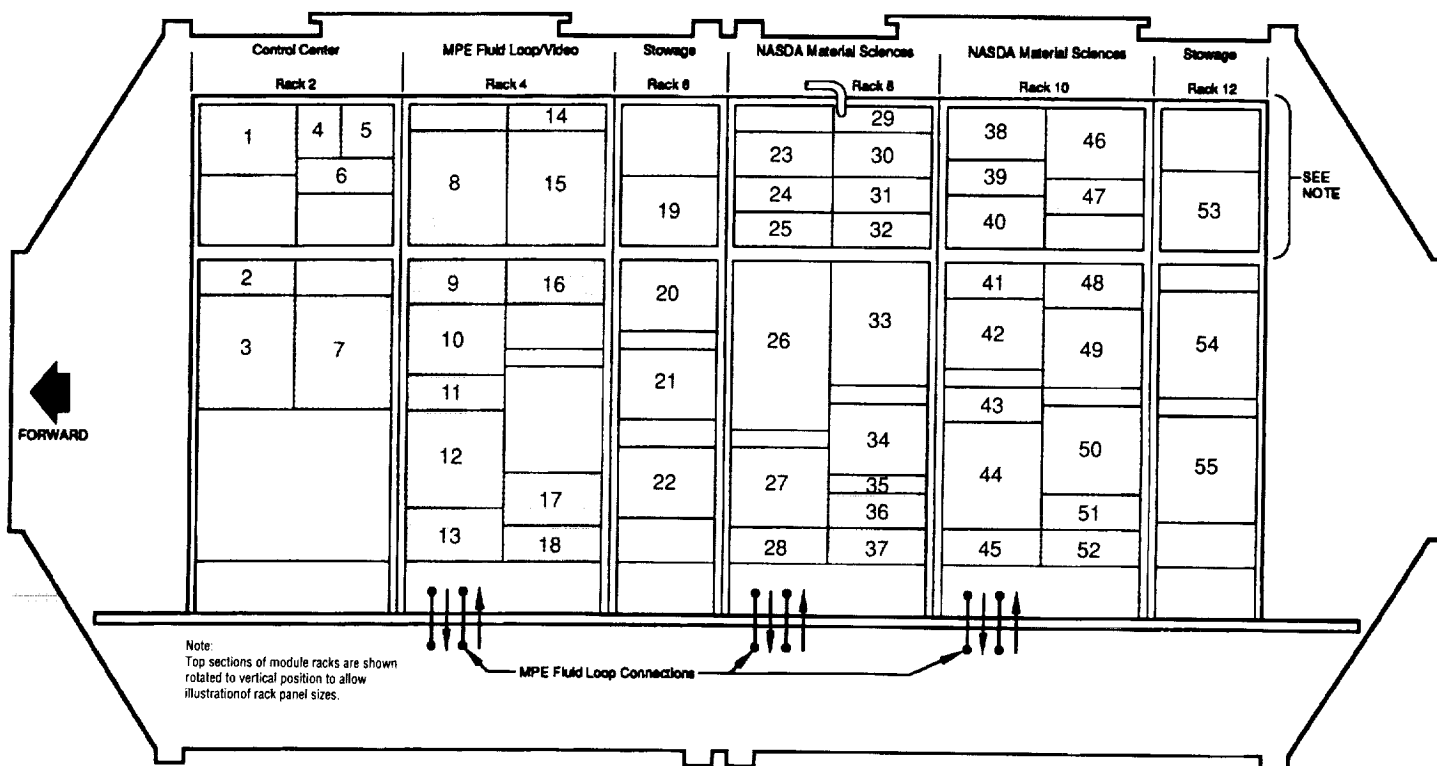 Control Center
MPE Fluid Loop/Video
Stowage
NASDA Material Sciences
NASDA Material Sciences
Stowage
Rack 2
Rack 4
Rack 6
Rack 8
Rack 10
Rack 12
1
4
5
6
2
3
7
14
8
15
9
16
10
11
12
17
13
18
19
20
21
22
29
23
30
24
31
25
32
26
33
34
27
35
36
28
37
38
46
39
47
40
41
48
42
49
43
50
44
51
45
52
53
54
55
SEE
NOTE
FORWARD
Note:
Top sections of module racks are shown
rotated to vertical position to allow
illustrationof rack panel sizes.
MPE Fluid Loop Connections